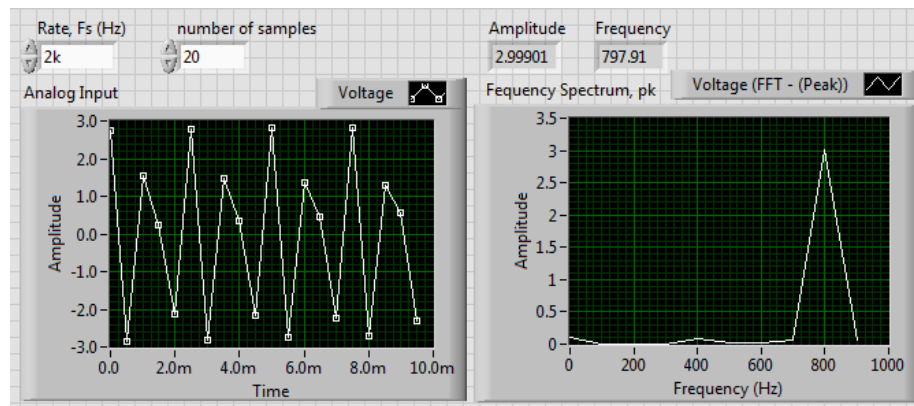 Rate, Fs (Hz)
number of samples
Amplitude
Frequency
2k
20
2.99901
797.91
Analog Input
Voltage
Fequency Spectrum, pk
Voltage (FFT - (Peak))
3.0
2.0
1.0
0.0
-1.0
-2.0
-3.0
Amplitude
0.0
2.0m
4.0m
6.0m
8.0m
10.0m
Time
3.5
3
2.5
2
1.5
1
0.5
0
Amplitude
0
200
400
600
800
1000
Frequency (Hz)